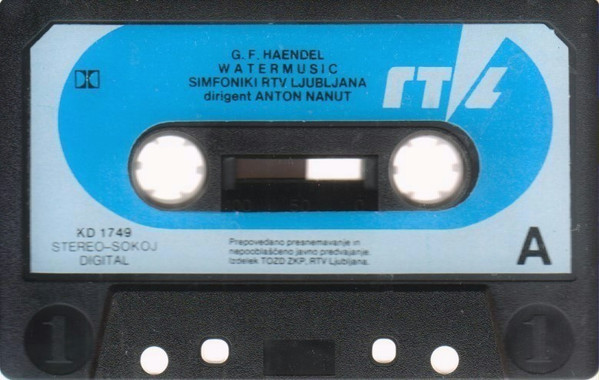 G. F. HAENDEL
WATERMUSIC
SIMFONIKI RTV LJUBLJANA
dirigent ANTON NANUT
RTL
XD 1749
STEREO-SOKOJ
DIGITAL
Prepovedano presnemavanje in
nepooblaščeno javno predvajanje.
Izdelek TOZD ZKP, RTV Ljubljana.
A
1
1